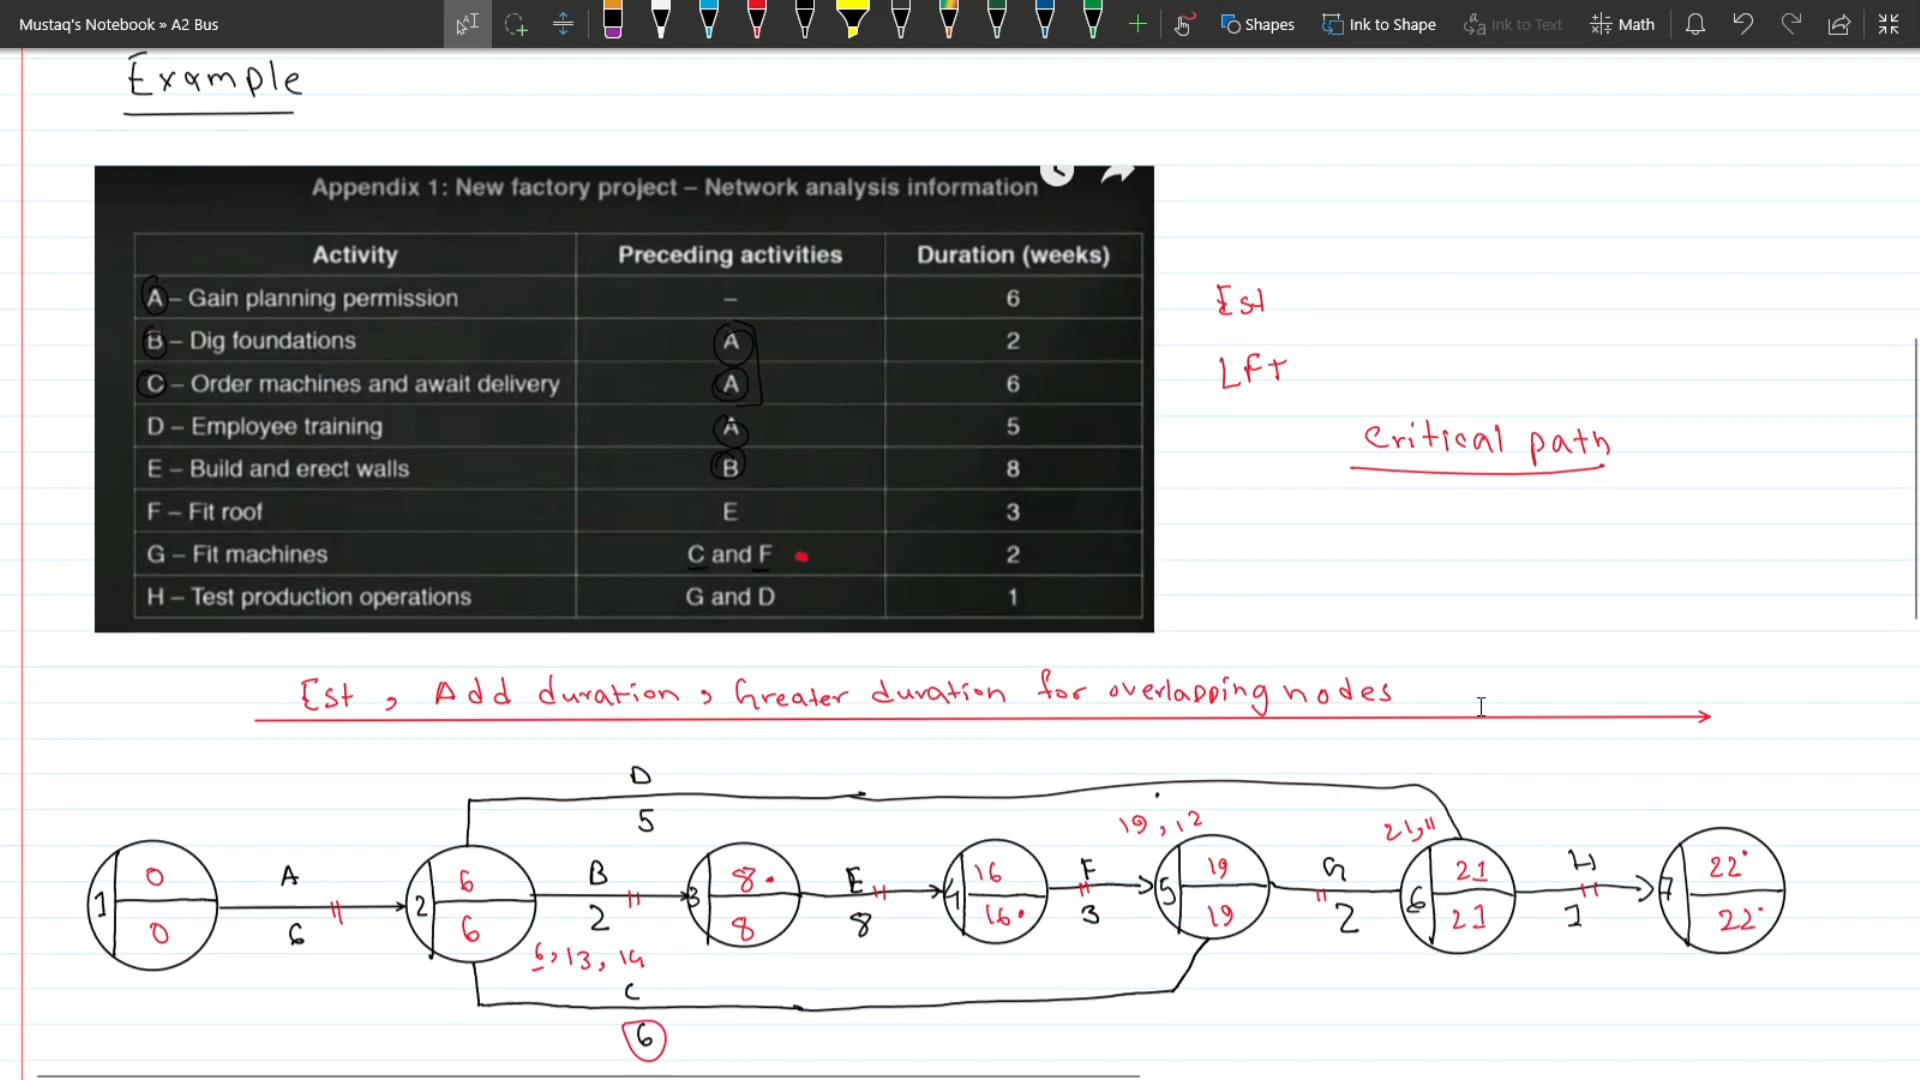 Mustaq's Notebook » A2 Bus
Shapes Ink to Shape Ink to Text Math
Example
Appendix 1: New factory project – Network analysis information
Activity Preceding activities Duration (weeks)
A – Gain planning permission – 6
B – Dig foundations A 2
C – Order machines and await delivery A 6
D – Employee training A 5
E – Build and erect walls B 8
F – Fit roof E 3
G – Fit machines C and F 2
H – Test production operations G and D 1
Est
LFT
Critical path
Est , Add duration , Greater duration for overlapping nodes
D
5
19 , 12
21, 11
1 0 0
A
6
2 6 6
B
2
3 8 8
E
8
4 16 16
F
3
5 19 19
G
2
6 21 21
H
1
7 22 22
6, 13, 14
C
6